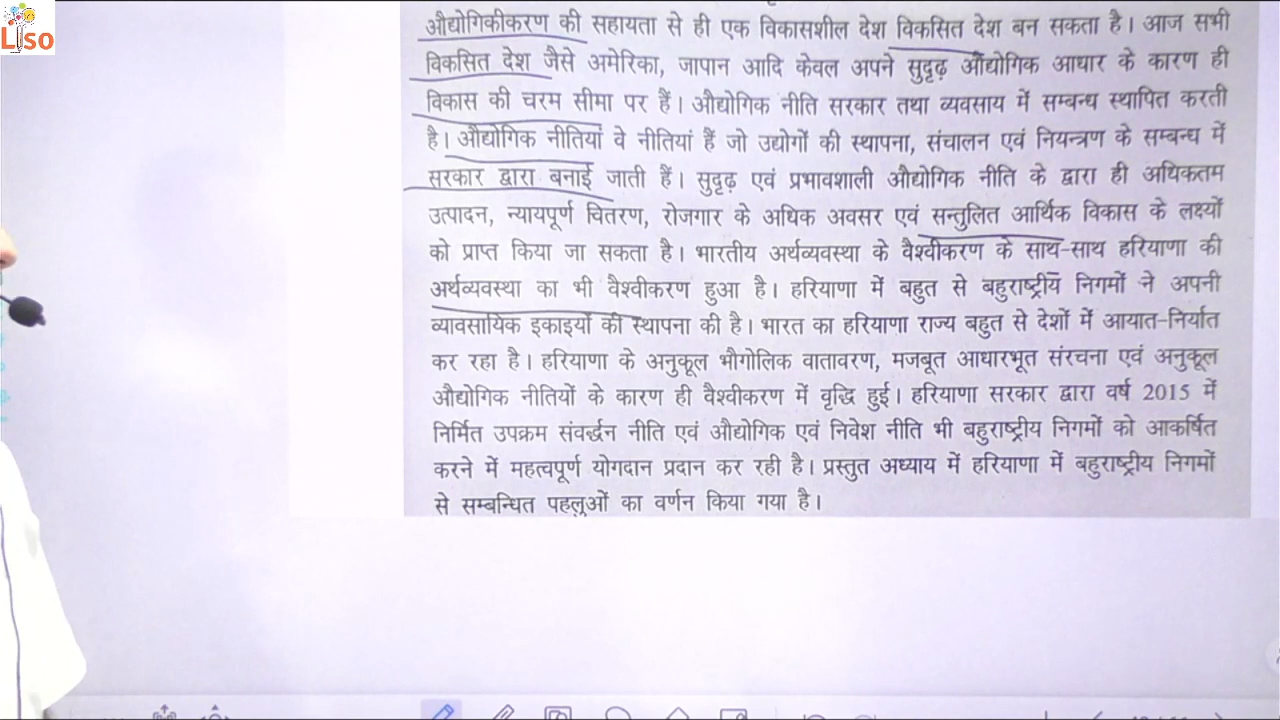 Liso
औद्योगिकीकरण की सहायता से ही एक विकासशील देश विकसित देश बन सकता है। आज सभी
विकसित देश जैसे अमेरिका, जापान आदि केवल अपने सुदृढ़ औद्योगिक आधार के कारण ही
विकास की चरम सीमा पर हैं। औद्योगिक नीति सरकार तथा व्यवसाय में सम्बन्ध स्थापित करती
है। औद्योगिक नीतियां वे नीतियां हैं जो उद्योगों की स्थापना, संचालन एवं नियन्त्रण के सम्बन्ध में
सरकार द्वारा बनाई जाती हैं। सुदृढ़ एवं प्रभावशाली औद्योगिक नीति के द्वारा ही अधिकतम
उत्पादन, न्यायपूर्ण वितरण, रोजगार के अधिक अवसर एवं सन्तुलित आर्थिक विकास के लक्ष्यों
को प्राप्त किया जा सकता है। भारतीय अर्थव्यवस्था के वैश्वीकरण के साथ-साथ हरियाणा की
अर्थव्यवस्था का भी वैश्वीकरण हुआ है। हरियाणा में बहुत से बहुराष्ट्रीय निगमों ने अपनी
व्यावसायिक इकाइयों की स्थापना की है। भारत का हरियाणा राज्य बहुत से देशों में आयात-निर्यात
कर रहा है। हरियाणा के अनुकूल भौगोलिक वातावरण, मजबूत आधारभूत संरचना एवं अनुकूल
औद्योगिक नीतियों के कारण ही वैश्वीकरण में वृद्धि हुई। हरियाणा सरकार द्वारा वर्ष 2015 में
निर्मित उपक्रम संवर्द्धन नीति एवं औद्योगिक एवं निवेश नीति भी बहुराष्ट्रीय निगमों को आकर्षित
करने में महत्वपूर्ण योगदान प्रदान कर रही है। प्रस्तुत अध्याय में हरियाणा में बहुराष्ट्रीय निगमों
से सम्बन्धित पहलुओं का वर्णन किया गया है।